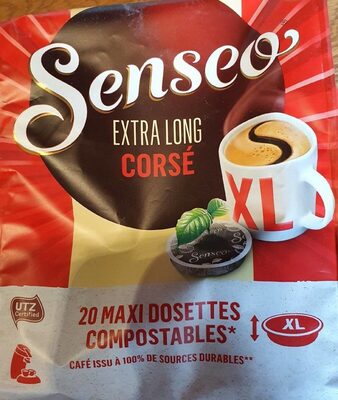 Senseo
EXTRA LONG
CORSÉ
XL
Senseo
UTZ
Certified
20 MAXI DOSETTES
COMPOSTABLES*
XL
CAFÉ ISSU À 100% DE SOURCES DURABLES**